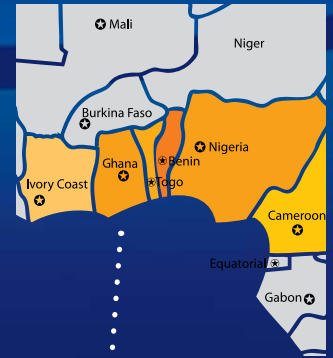 Mali
Niger
Burkina Faso
Ghana
Benin
Nigeria
Ivory Coast
Togo
Cameroon
Equatorial
Gabon